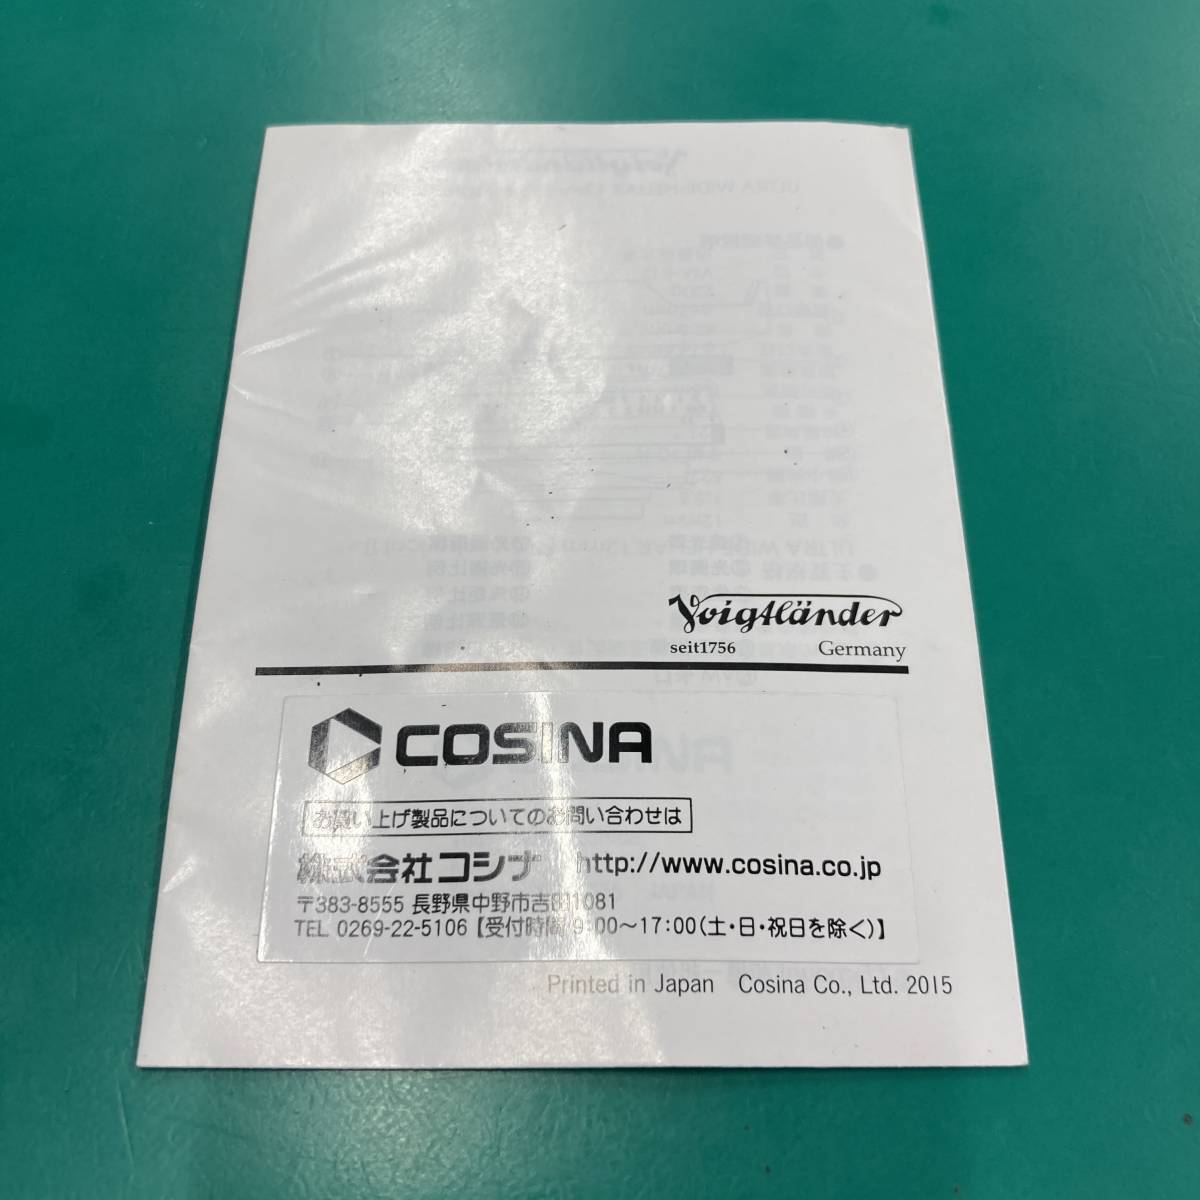 Voigtländer
seit1756 Germany
COSINA
お買い上げ製品についてのお問い合わせは
株式会社コシナ http://www.cosina.co.jp
〒383-8555 長野県中野市吉田1081
TEL 0269-22-5106【受付時間 9:00～17:00(土・日・祝日を除く)】
Printed in Japan Cosina Co., Ltd. 2015